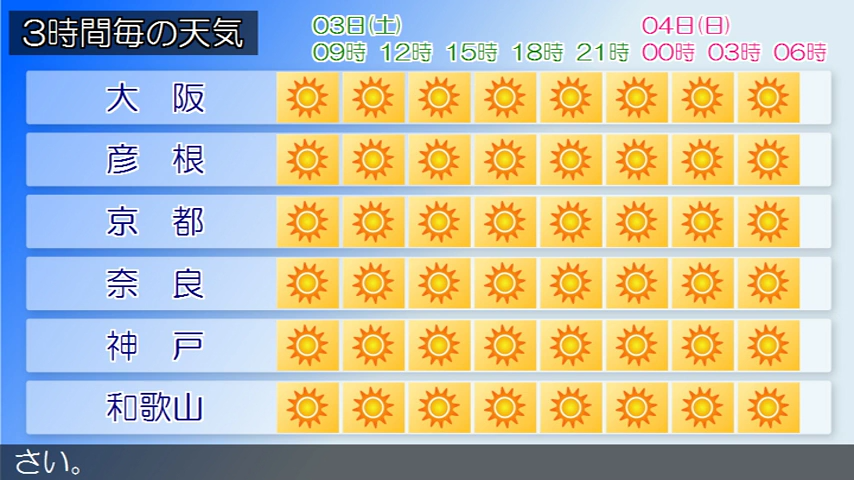 3時間毎の天気
03日(土) 04日(日)
09時 12時 15時 18時 21時 00時 03時 06時
大 阪
彦 根
京 都
奈 良
神 戸
和歌山
さい。